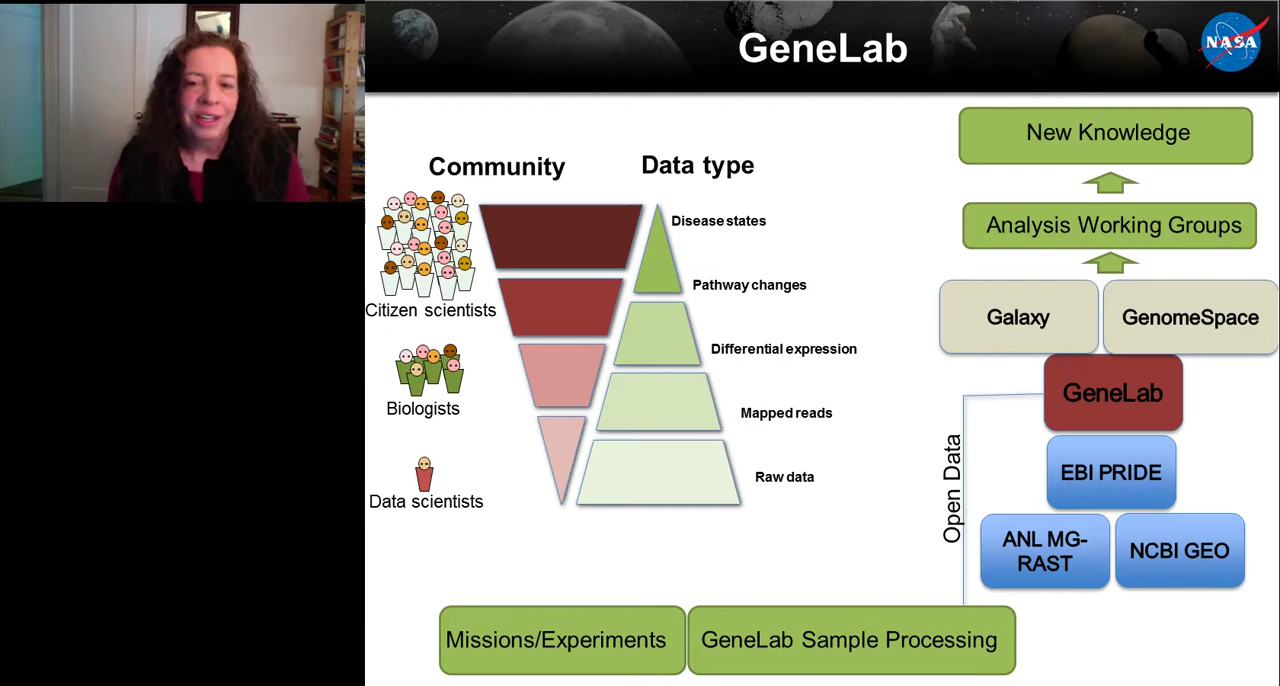 GeneLab
NASA
Community
Data type
Citizen scientists
Biologists
Data scientists
Disease states
Pathway changes
Differential expression
Mapped reads
Raw data
New Knowledge
Analysis Working Groups
Galaxy
GenomeSpace
GeneLab
EBI PRIDE
ANL MG-
RAST
NCBI GEO
Open Data
Missions/Experiments
GeneLab Sample Processing